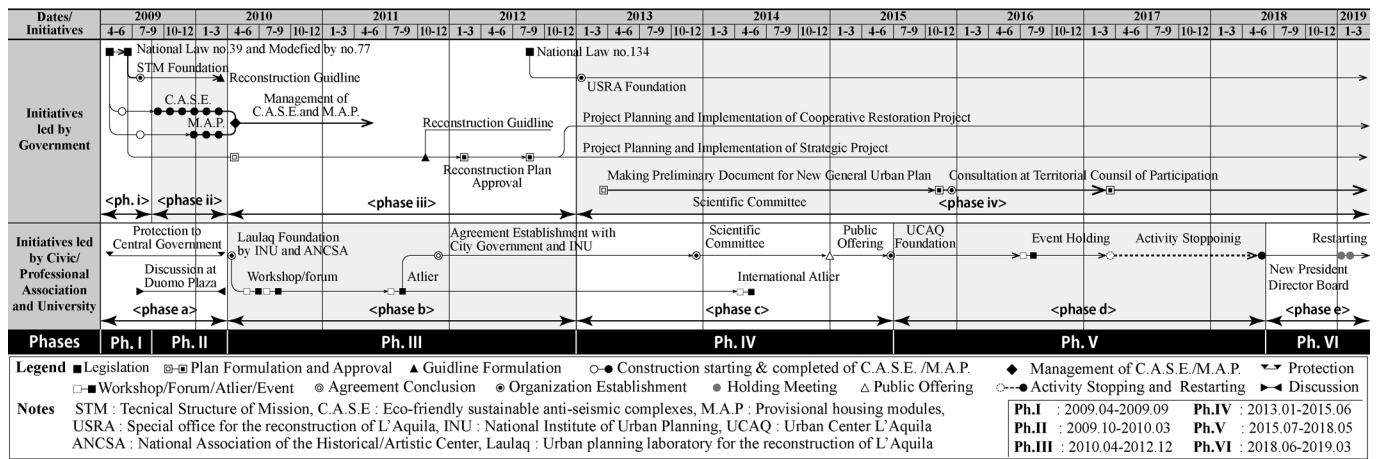 Dates/ Initiatives
2009 2010 2011 2012 2013 2014 2015 2016 2017 2018 2019
4-6 7-9 10-12 1-3 4-6 7-9 10-12 1-3 4-6 7-9 10-12 1-3 4-6 7-9 10-12 1-3 4-6 7-9 10-12 1-3 4-6 7-9 10-12 1-3 4-6 7-9 10-12 1-3 4-6 7-9 10-12 1-3 4-6 7-9 10-12 1-3 4-6 7-9 10-12 1-3
Initiatives
led by
Government
National Law no.39 and Modefied by no.77
National Law no.134
STM Foundation
Reconstruction Guidline
USRA Foundation
C.A.S.E.
Management of
C.A.S.E.and M.A.P.
M.A.P.
Reconstruction Guidline
Project Planning and Implementation of Cooperative Restoration Project
Project Planning and Implementation of Strategic Project
Reconstruction Plan
Approval
Making Preliminary Document for New General Urban Plan
Consultation at Territorial Counsil of Participation
Scientific Committee
<ph. i> <phase ii> <phase iii> <phase iv>
Initiatives led
by Civic/
Professional
Association
and University
Protection to
Central Government
Laulaq Foundation
by INU and ANCSA
Agreement Establishment with
City Government and INU
Scientific
Committee
Public
Offering
UCAQ
Foundation
Event Holding
Activity Stoppoinig
Restarting
Discussion at
Duomo Plaza
Workshop/forum
Atlier
International Atlier
New President
Director Board
<phase a> <phase b> <phase c> <phase d> <phase e>
Phases Ph. I Ph. II Ph. III Ph. IV Ph. V Ph. VI
Legend Legislation Plan Formulation and Approval Guidline Formulation Construction starting & completed of C.A.S.E. /M.A.P. Management of C.A.S.E./M.A.P. Protection
Workshop/Forum/Atlier/Event Agreement Conclusion Organization Establishment Holding Meeting Public Offering Activity Stopping and Restarting Discussion
Notes STM : Tecnical Structure of Mission, C.A.S.E : Eco-friendly sustainable anti-seismic complexes, M.A.P : Provisional housing modules,
USRA : Special office for the reconstruction of L'Aquila, INU : National Institute of Urban Planning, UCAQ : Urban Center L'Aquila
ANCSA : National Association of the Historical/Artistic Center, Laulaq : Urban planning laboratory for the reconstruction of L'Aquila
Ph.I : 2009.04-2009.09 Ph.IV : 2013.01-2015.06
Ph.II : 2009.10-2010.03 Ph.V : 2015.07-2018.05
Ph.III : 2010.04-2012.12 Ph.VI : 2018.06-2019.03